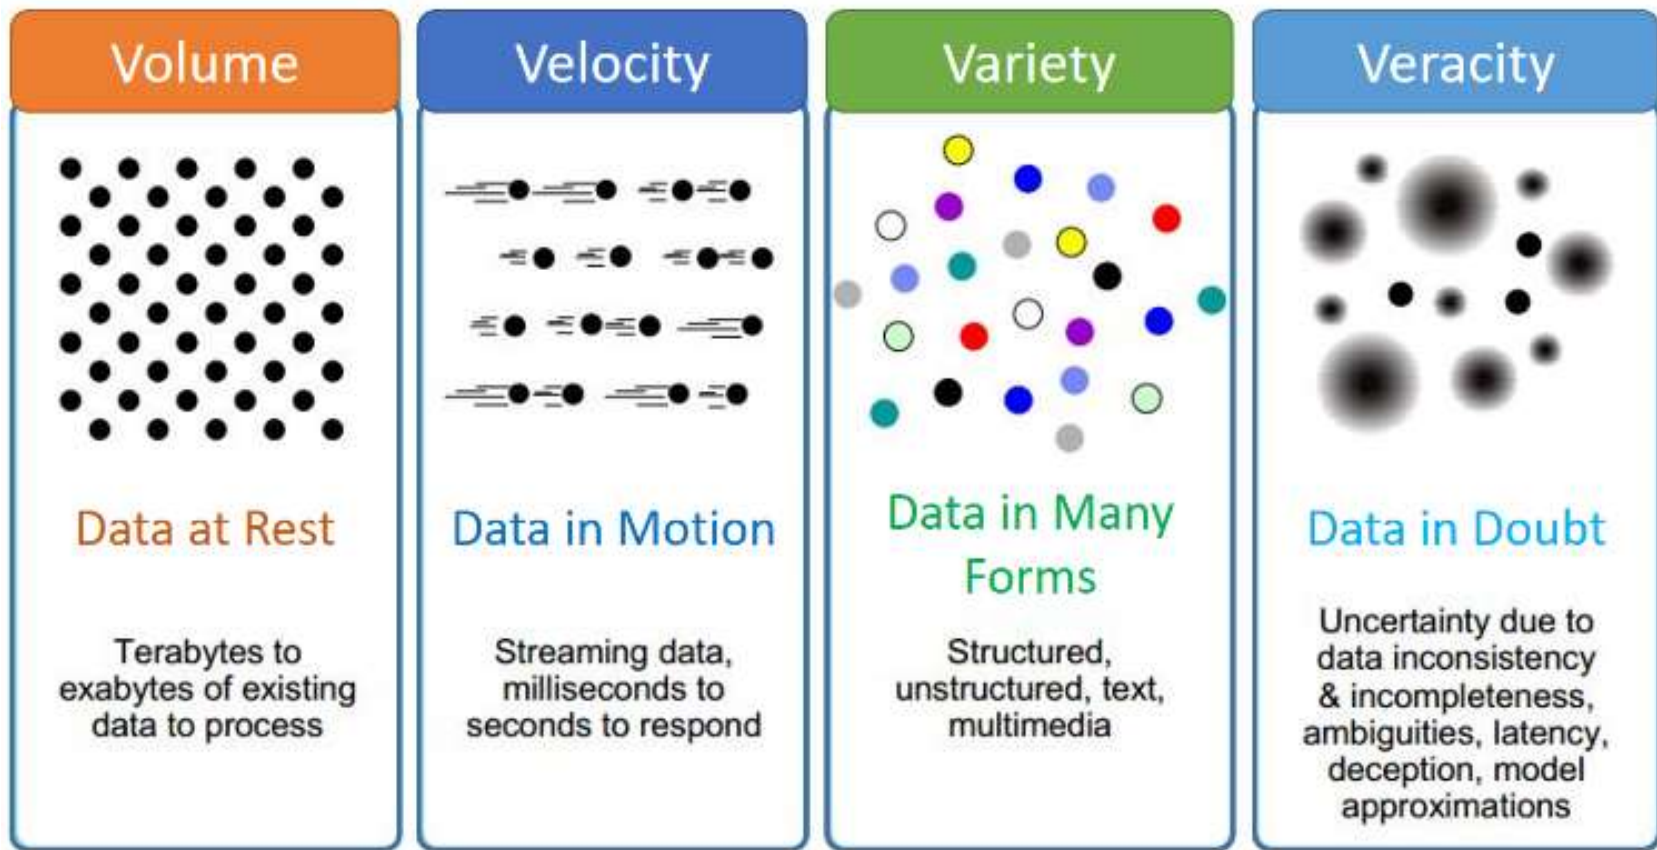 Volume
Data at Rest
Terabytes to
exabytes of existing
data to process
Velocity
Data in Motion
Streaming data,
milliseconds to
seconds to respond
Variety
Data in Many
Forms
Structured,
unstructured, text,
multimedia
Veracity
Data in Doubt
Uncertainty due to
data inconsistency
& incompleteness,
ambiguities, latency,
deception, model
approximations